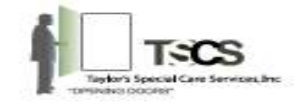 TSCS
Taylor's Special Care Services, Inc
"OPENING DOORS"